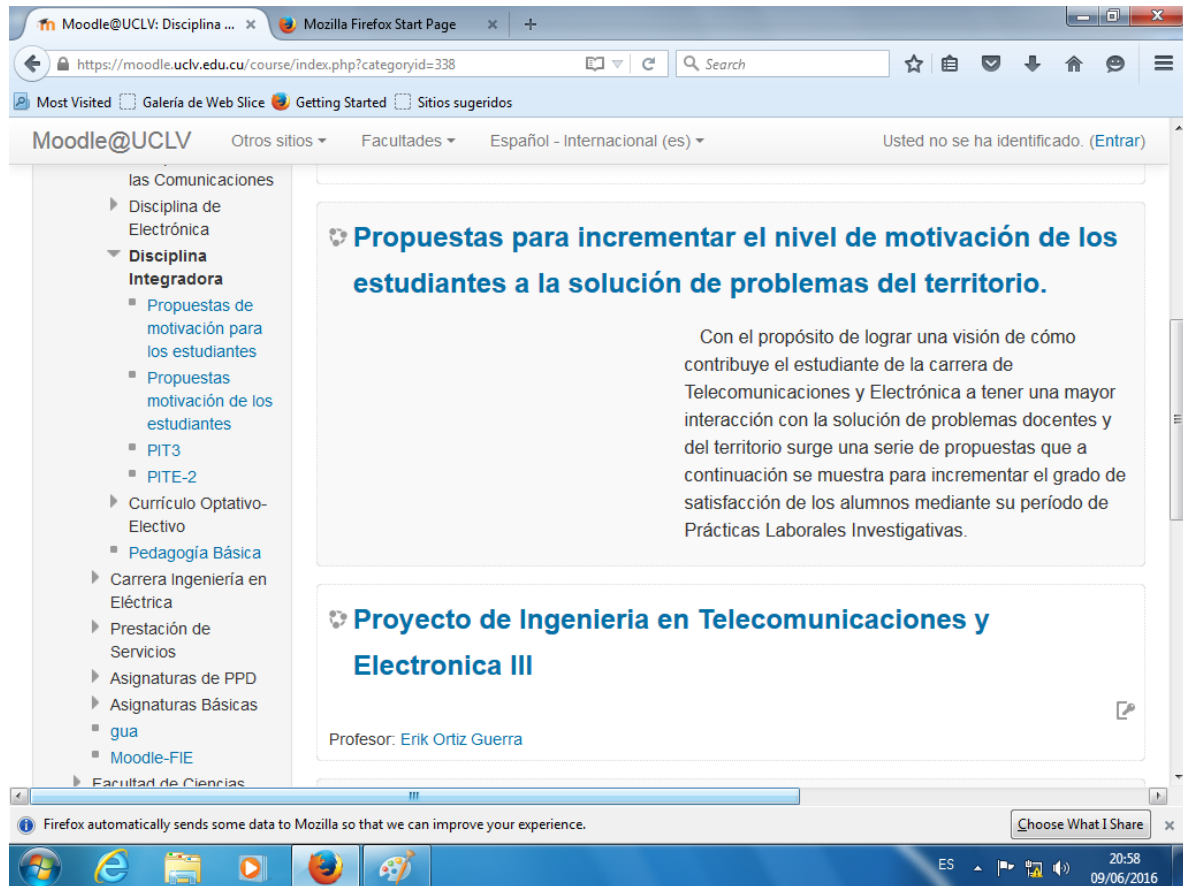 Moodle@UCLV: Disciplina ...
Mozilla Firefox Start Page
https://moodle.uclv.edu.cu/course/index.php?categoryid=338
Search
Most Visited
Galería de Web Slice
Getting Started
Sitios sugeridos
Moodle@UCLV
Otros sitios
Facultades
Español - Internacional (es)
Usted no se ha identificado. (Entrar)
las Comunicaciones
Disciplina de
Electrónica
Disciplina
Integradora
Propuestas de
motivación para
los estudiantes
Propuestas
motivación de los
estudiantes
PIT3
PITE-2
Currículo Optativo-
Electivo
Pedagogía Básica
Carrera Ingeniería en
Eléctrica
Prestación de
Servicios
Asignaturas de PPD
Asignaturas Básicas
gua
Moodle-FIE
Facultad de Ciencias
Propuestas para incrementar el nivel de motivación de los
estudiantes a la solución de problemas del territorio.
Con el propósito de lograr una visión de cómo
contribuye el estudiante de la carrera de
Telecomunicaciones y Electrónica a tener una mayor
interacción con la solución de problemas docentes y
del territorio surge una serie de propuestas que a
continuación se muestra para incrementar el grado de
satisfacción de los alumnos mediante su período de
Prácticas Laborales Investigativas.
Proyecto de Ingenieria en Telecomunicaciones y
Electronica III
Profesor: Erik Ortiz Guerra
Firefox automatically sends some data to Mozilla so that we can improve your experience.
Choose What I Share
ES
20:58
09/06/2016